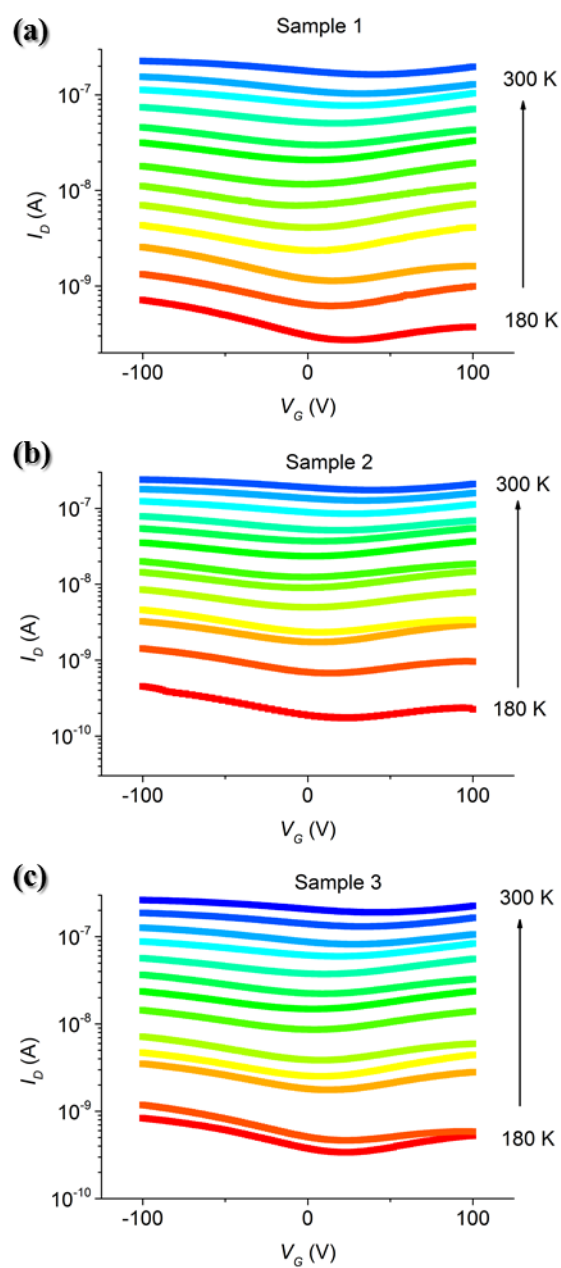 (a)
Sample 1
10⁻⁷
10⁻⁸
10⁻⁹
I_D (A)
300 K
180 K
-100 0 100
V_G (V)
(b)
Sample 2
10⁻⁷
10⁻⁸
10⁻⁹
10⁻¹⁰
I_D (A)
300 K
180 K
-100 0 100
V_G (V)
(c)
Sample 3
10⁻⁷
10⁻⁸
10⁻⁹
10⁻¹⁰
I_D (A)
300 K
180 K
-100 0 100
V_G (V)